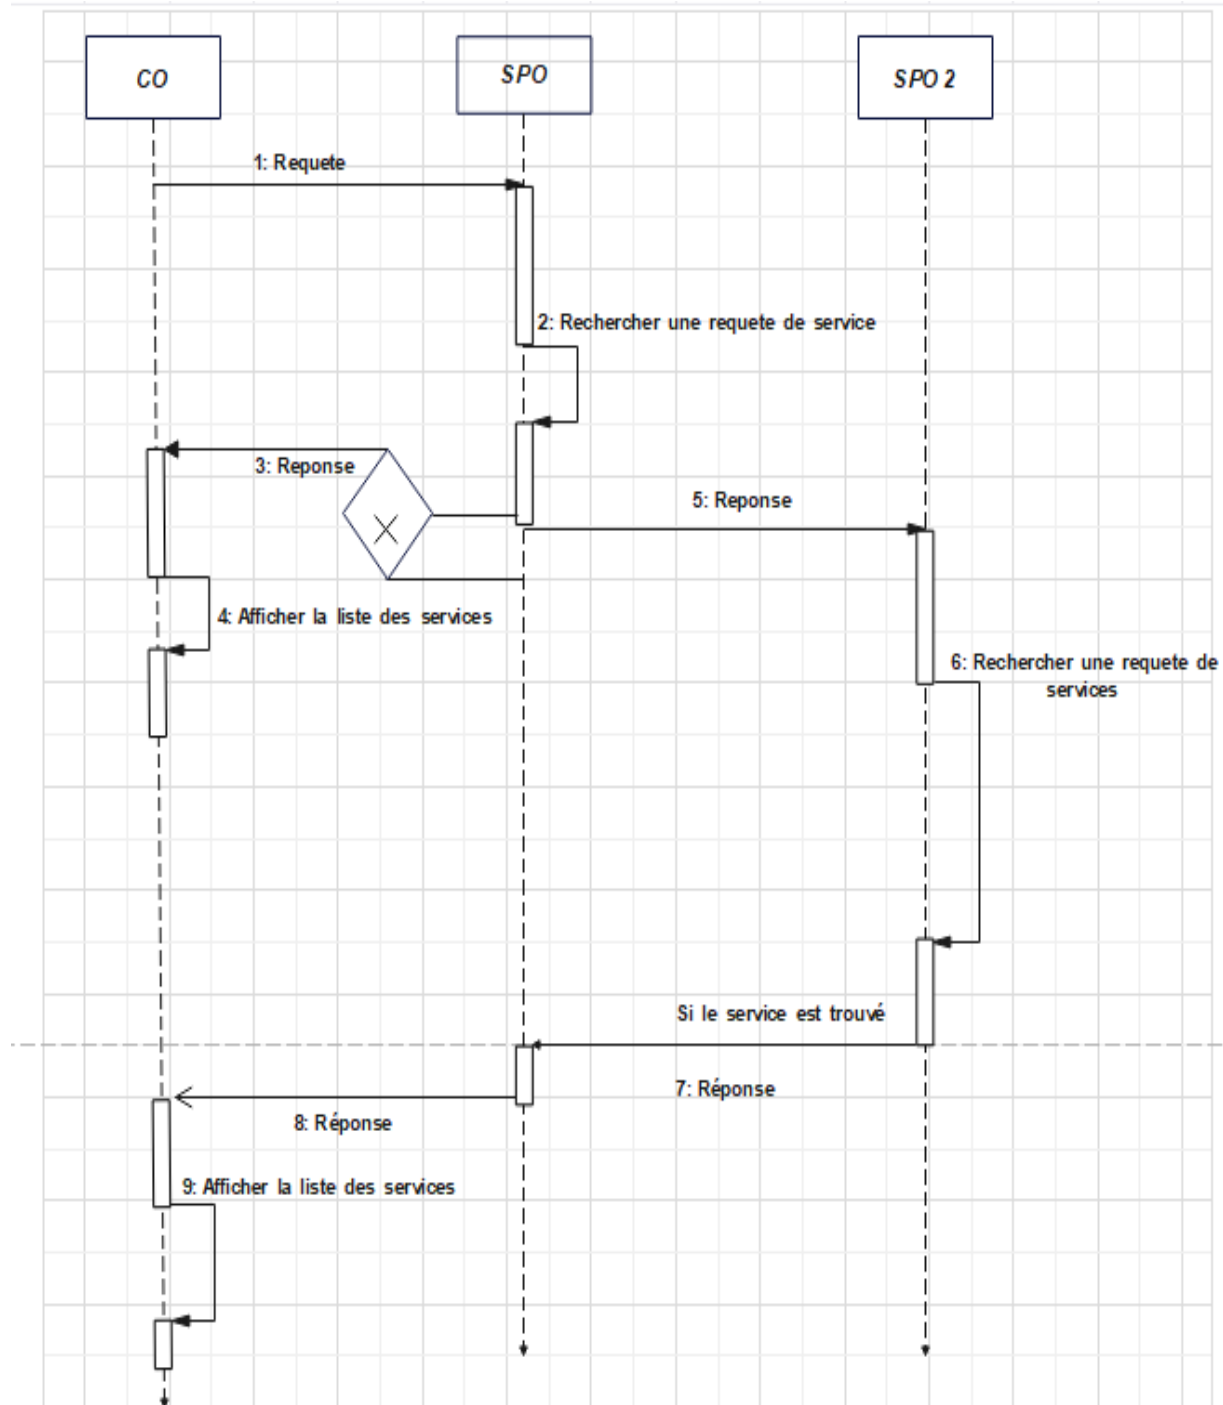 CO
SPO
SPO 2
1: Requete
2: Rechercher une requete de service
3: Reponse
5: Reponse
4: Afficher la liste des services
6: Rechercher une requete de
services
Si le service est trouvé
7: Réponse
8: Réponse
9: Afficher la liste des services